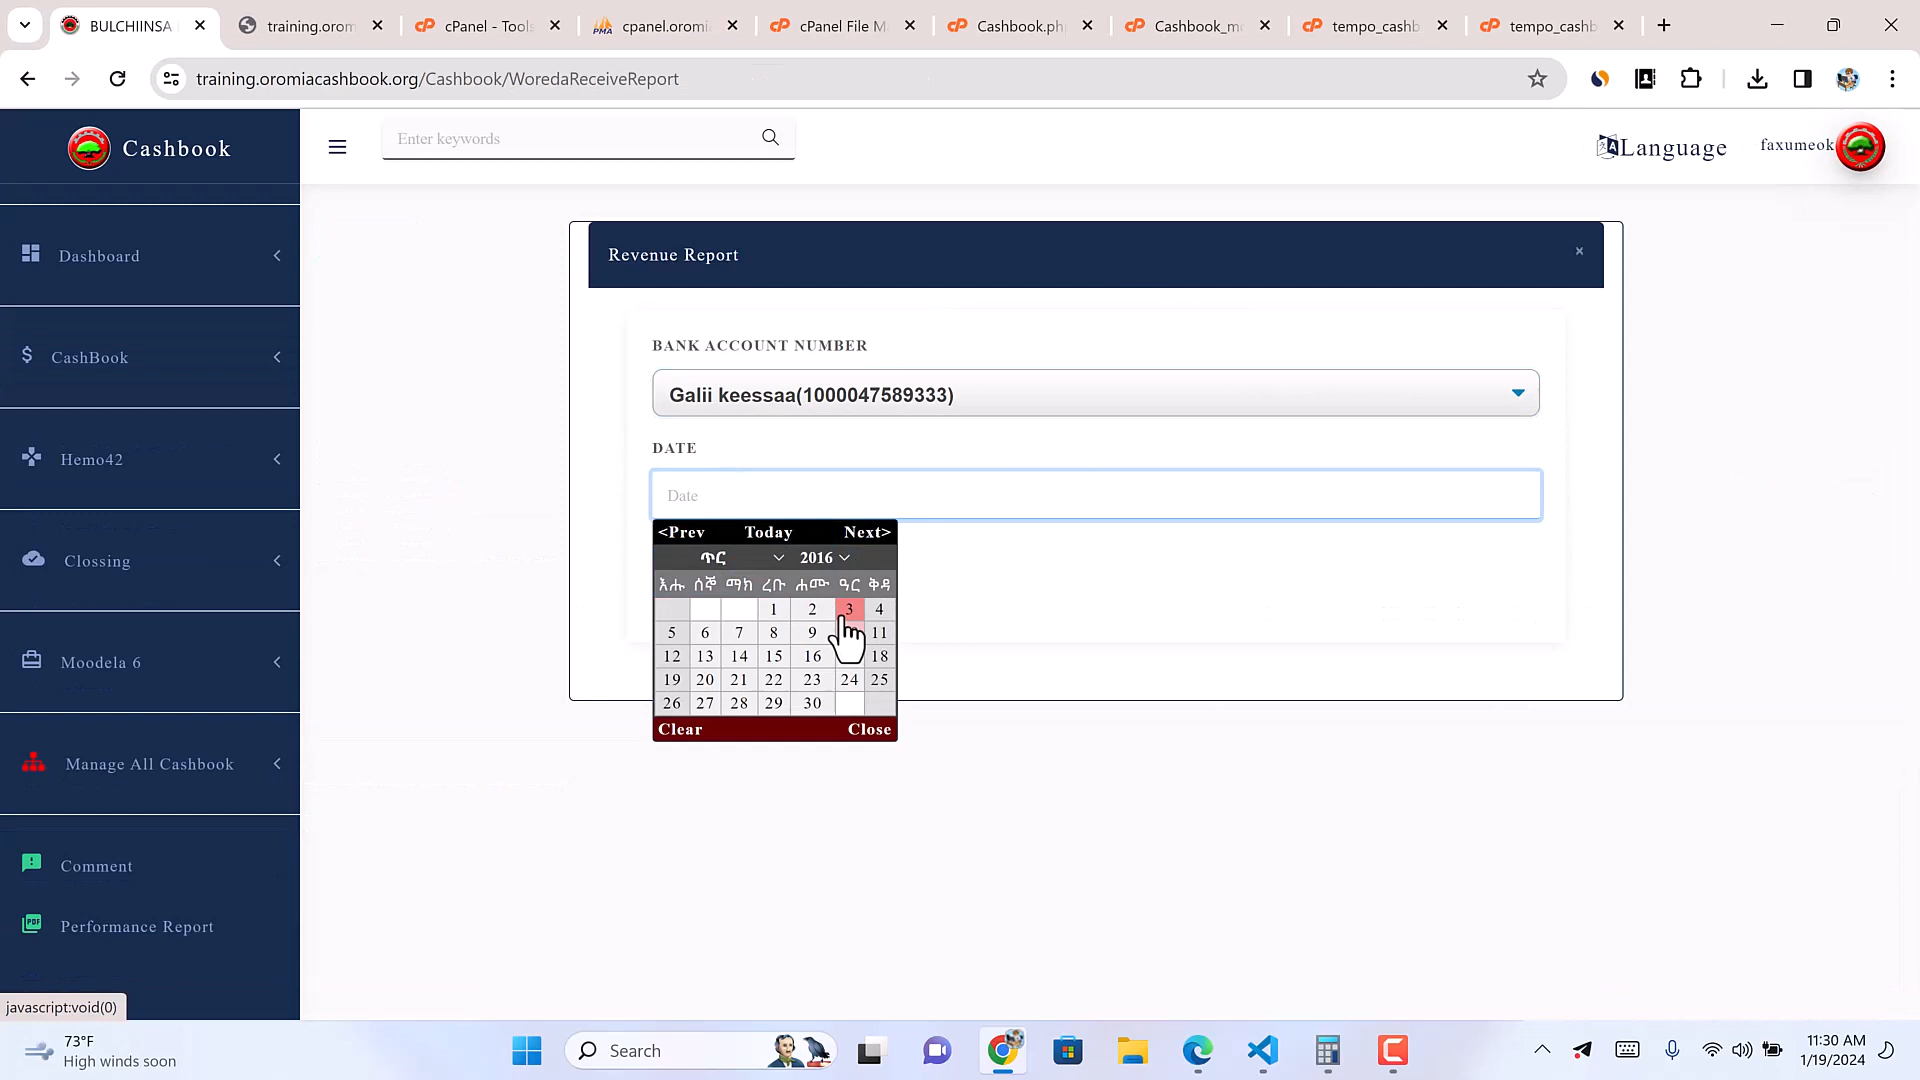 BULCHIINSA
training.orom
cPanel - Tools
cpanel.oromi
cPanel File M
Cashbook.ph
Cashbook_m
tempo_cashb
tempo_cashb
training.oromiacashbook.org/Cashbook/WoredaReceiveReport
Cashbook
Enter keywords
Language
faxumeok
Dashboard
CashBook
Hemo42
Clossing
Moodela 6
Manage All Cashbook
Comment
Performance Report
Revenue Report
×
BANK ACCOUNT NUMBER
Galii keessaa(1000047589333)
DATE
Date
<Prev Today Next>
ጥር 2016
እሑ ሰኞ ማክ ረቡ ሐሙ ዓር ቅዳ
1 2 3 4
5 6 7 8 9 11
12 13 14 15 16 18
19 20 21 22 23 24 25
26 27 28 29 30
Clear Close
javascript:void(0)
73°F
High winds soon
Search
11:30 AM
1/19/2024